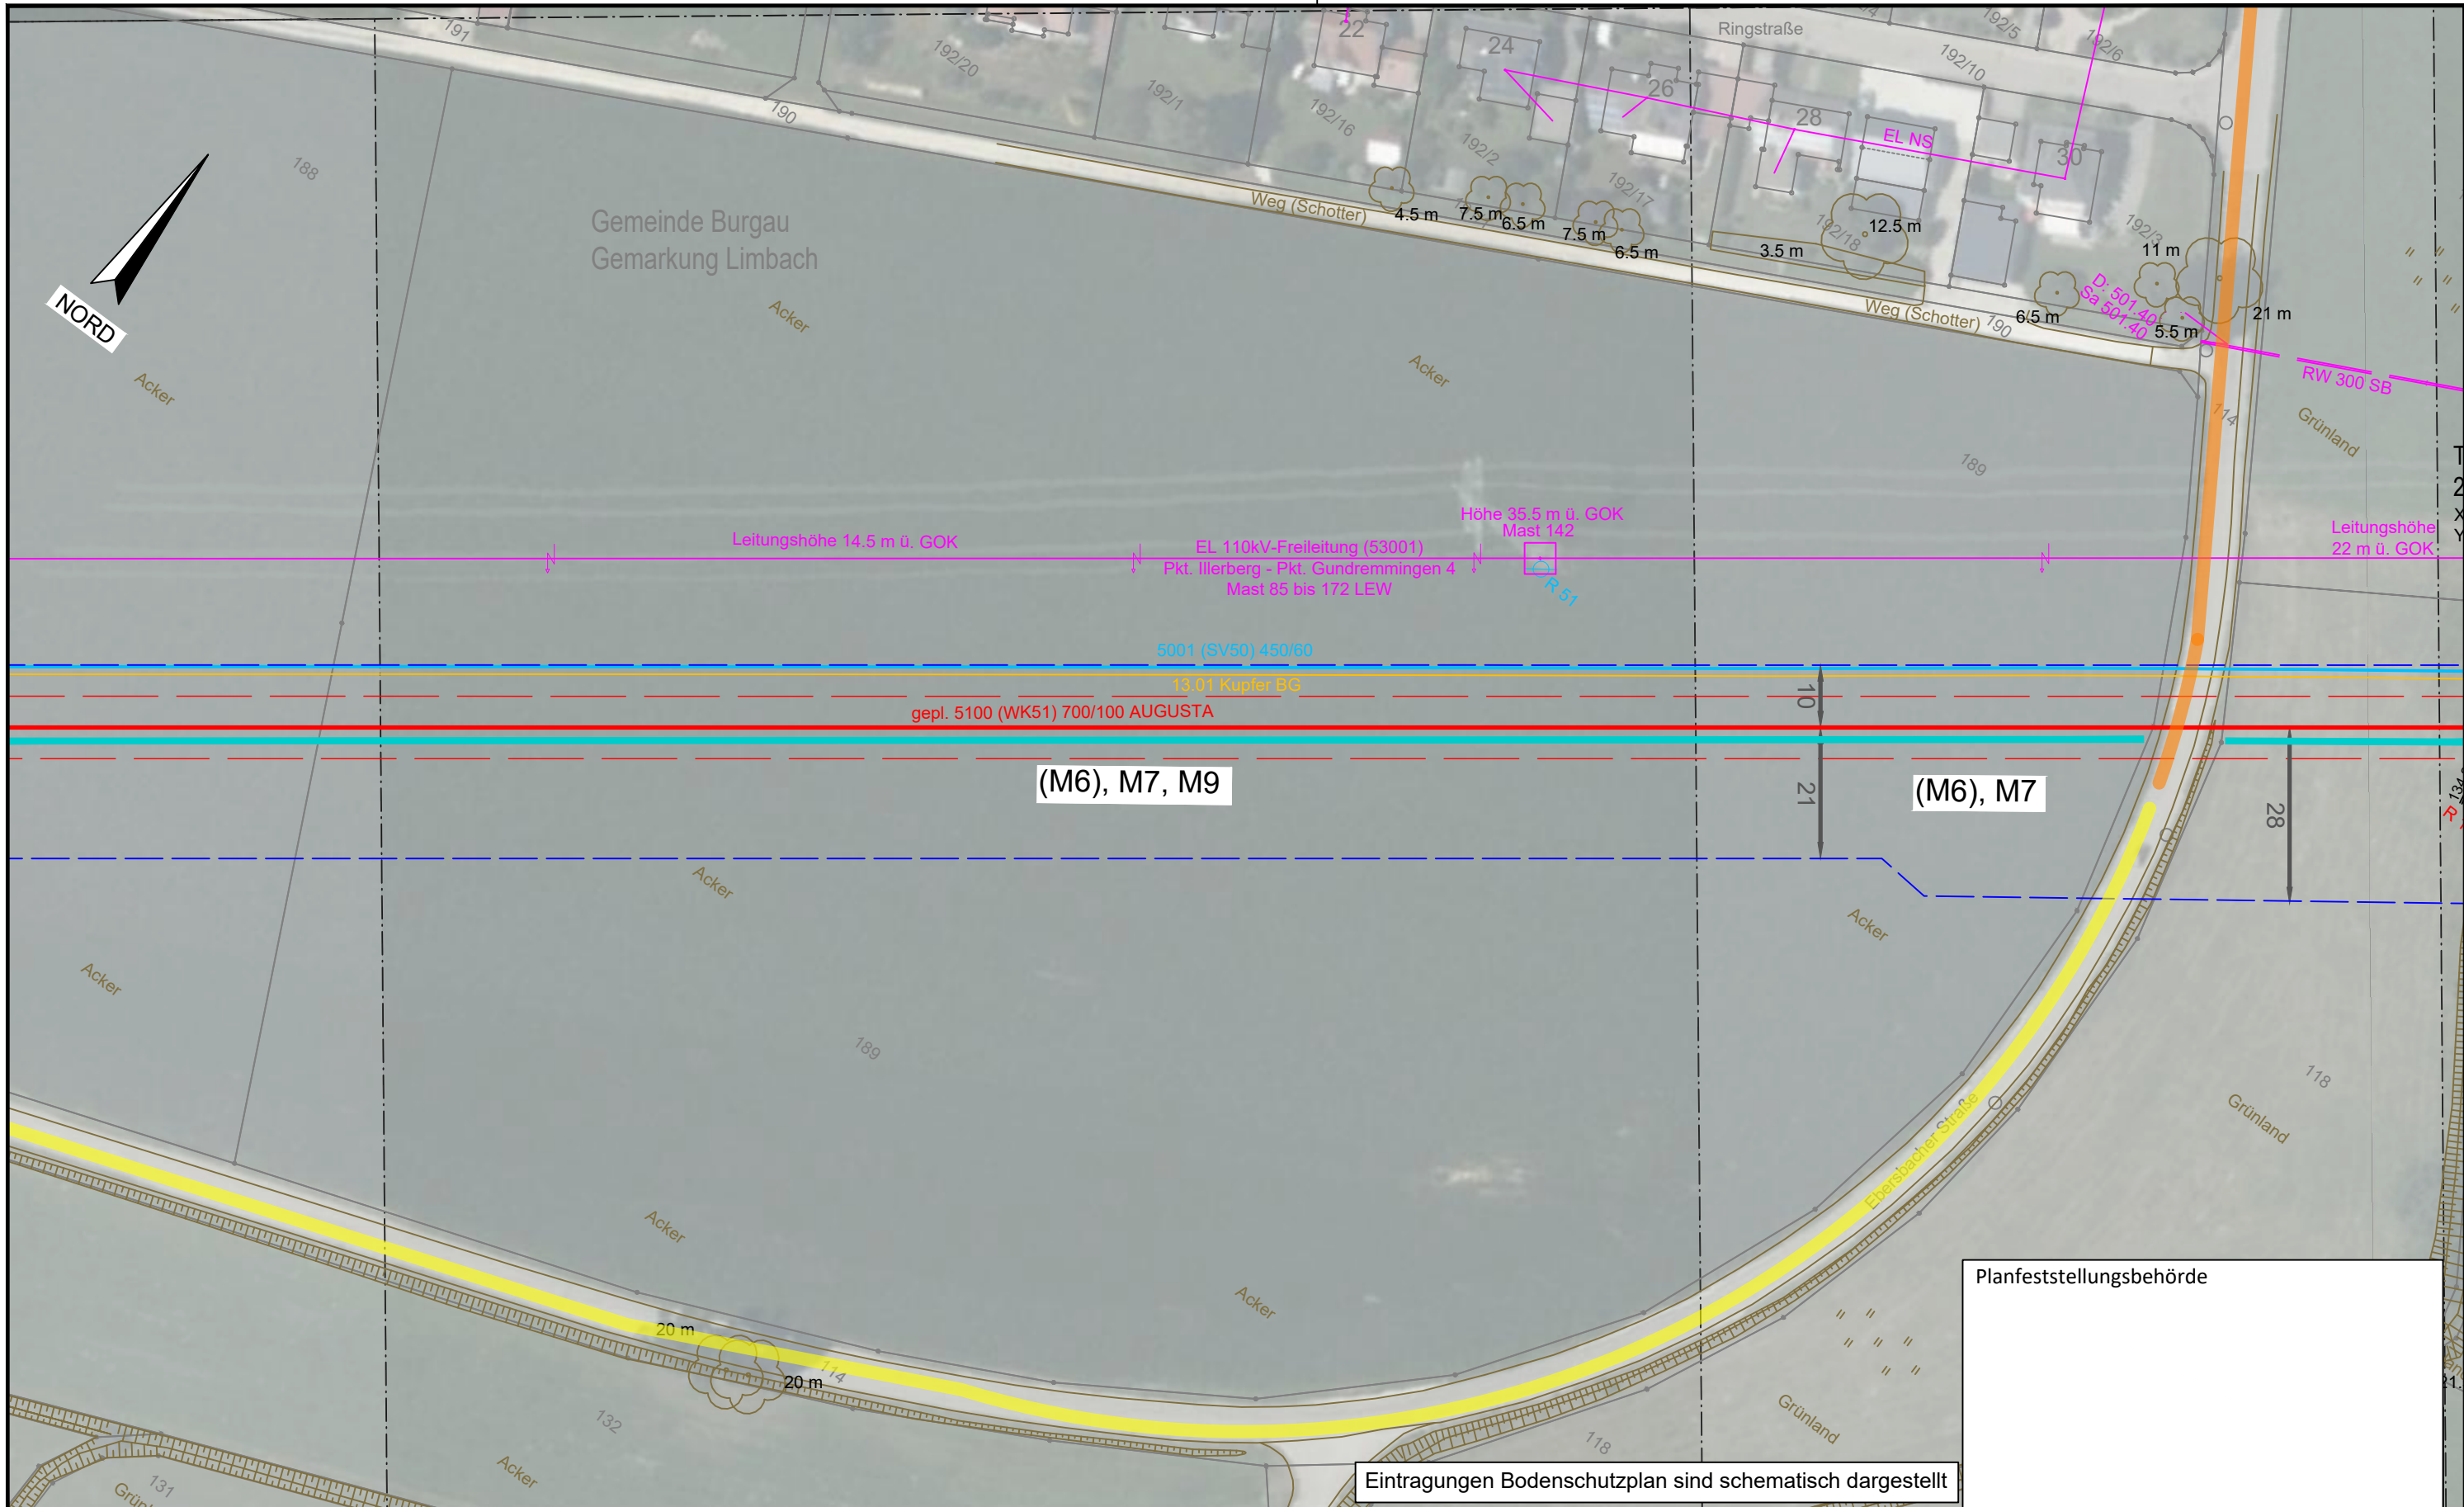 Ringstraße
191
190
188
192/20
192/1
192/16
192/2
192/17
192/18
192/3
192/10
192/5
192/6
22
24
26
28
30
EL NS
NORD
Gemeinde Burgau
Gemarkung Limbach
Weg (Schotter)
4.5 m
7.5 m
6.5 m
7.5 m
6.5 m
3.5 m
12.5 m
Weg (Schotter)
190
6.5 m
11 m
5.5 m
21 m
D: 501.40
Sa 501.40
RW 300 SB
114
Acker
Acker
Acker
Grünland
189
Leitungshöhe 14.5 m ü. GOK
EL 110kV-Freileitung (53001)
Pkt. Illerberg - Pkt. Gundremmingen 4
Mast 85 bis 172 LEW
Höhe 35.5 m ü. GOK
Mast 142
R 51
Leitungshöhe
22 m ü. GOK
5001 (SV50) 450/60
13.01 Kupfer BG
gepl. 5100 (WK51) 700/100 AUGUSTA
10
21
28
(M6), M7, M9
(M6), M7
Acker
Acker
Acker
189
118
Grünland
Ebersbacher Straße
Acker
Acker
20 m
20 m
114
132
Acker
131
118
Grünland
Planfeststellungsbehörde
Eintragungen Bodenschutzplan sind schematisch dargestellt